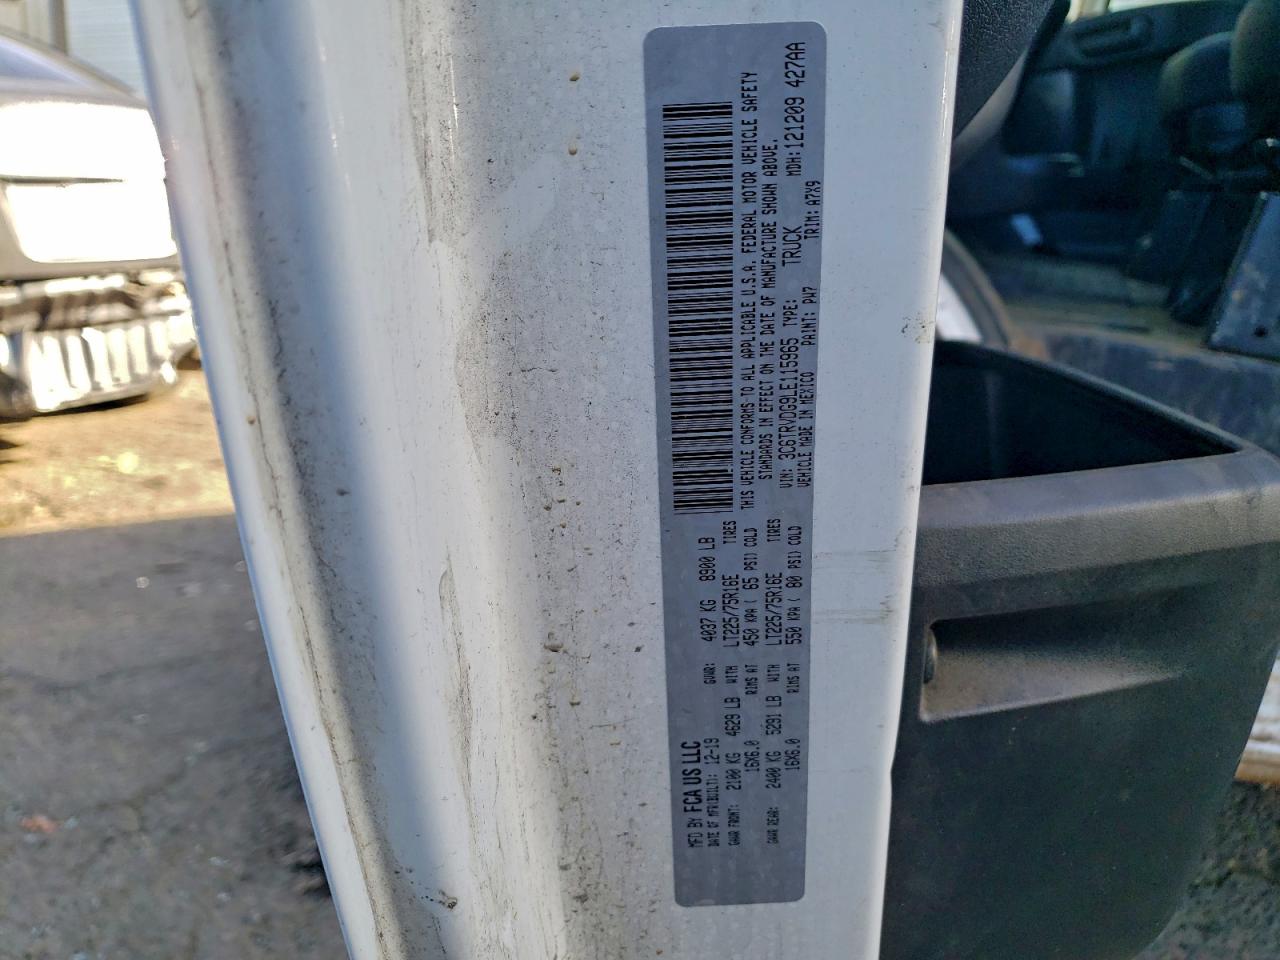 MFD BY FCA US LLC
DATE OF MFR(BUILT): 12-19 GVWR: 4037 KG 8900 LB
GAWR FRONT: 2100 KG 4629 LB WITH LT225/75R16E TIRES
16X6.0 RIMS AT 450 KPA ( 65 PSI) COLD
GAWR REAR: 2400 KG 5291 LB WITH LT225/75R16E TIRES
16X6.0 RIMS AT 550 KPA ( 80 PSI) COLD
THIS VEHICLE CONFORMS TO ALL APPLICABLE U.S.A. FEDERAL MOTOR VEHICLE SAFETY
STANDARDS IN EFFECT ON THE DATE OF MANUFACTURE SHOWN ABOVE.
VIN: 3C6TRVDG9LE115965 TYPE: TRUCK MDH:121209 427AA
VEHICLE MADE IN MEXICO PAINT: PW7 TRIM: A7X9